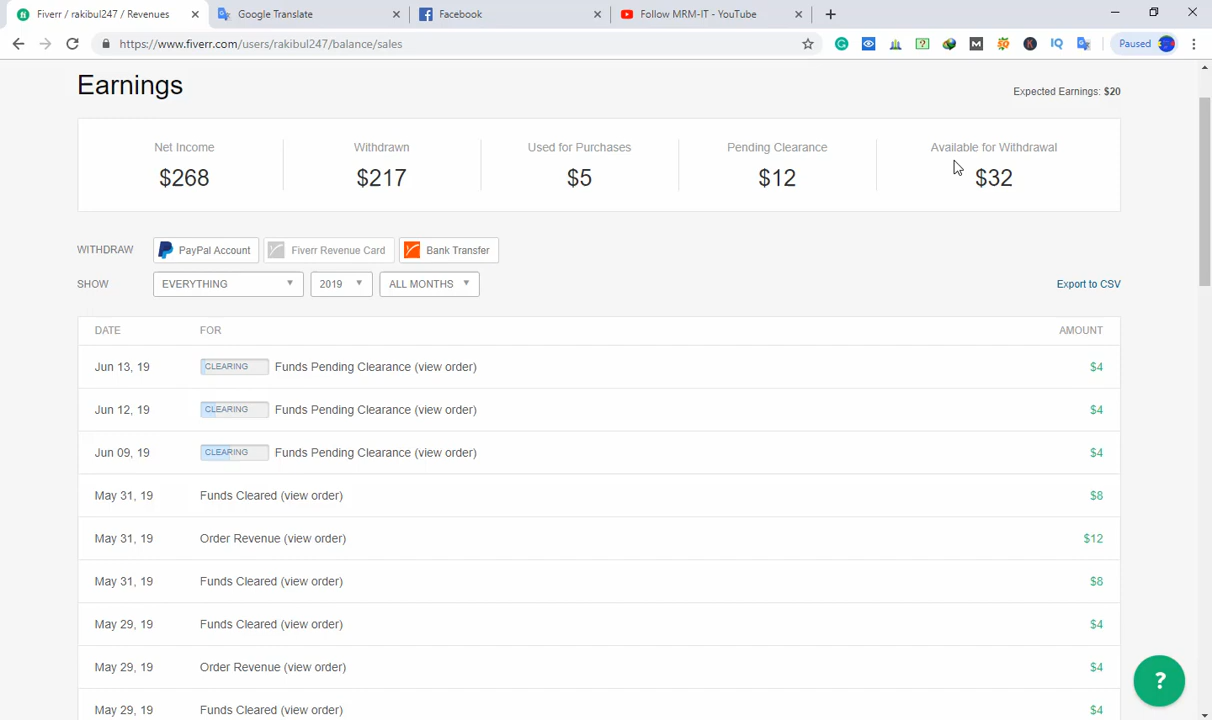 Fiverr / rakibul247 / Revenues
Google Translate
Facebook
Follow MRM-IT - YouTube
https://www.fiverr.com/users/rakibul247/balance/sales
Paused
Earnings
Expected Earnings: $20
Net Income
Withdrawn
Used for Purchases
Pending Clearance
Available for Withdrawal
$268
$217
$5
$12
$32
WITHDRAW
PayPal Account
Fiverr Revenue Card
Bank Transfer
SHOW
EVERYTHING
2019
ALL MONTHS
Export to CSV
DATE
FOR
AMOUNT
Jun 13, 19
CLEARING
Funds Pending Clearance (view order)
$4
Jun 12, 19
CLEARING
Funds Pending Clearance (view order)
$4
Jun 09, 19
CLEARING
Funds Pending Clearance (view order)
$4
May 31, 19
Funds Cleared (view order)
$8
May 31, 19
Order Revenue (view order)
$12
May 31, 19
Funds Cleared (view order)
$8
May 29, 19
Funds Cleared (view order)
$4
May 29, 19
Order Revenue (view order)
$4
May 29, 19
Funds Cleared (view order)
$4
?